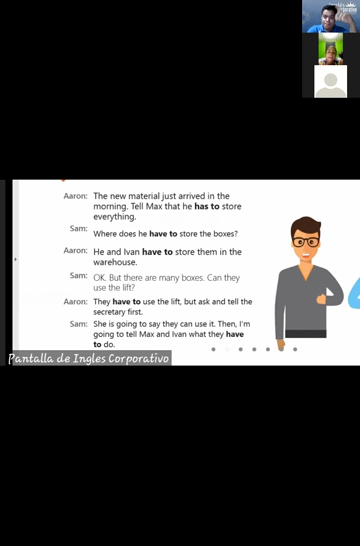 Aaron: The new material just arrived in the
morning. Tell Max that he has to store
everything.
Sam: Where does he have to store the boxes?
Aaron: He and Ivan have to store them in the
warehouse.
Sam: OK. But there are many boxes. Can they
use the lift?
Aaron: They have to use the lift, but ask and tell the
secretary first.
Sam: She is going to say they can use it. Then, I'm
going to tell Max and Ivan what they have
to do.
Pantalla de Ingles Corporativo